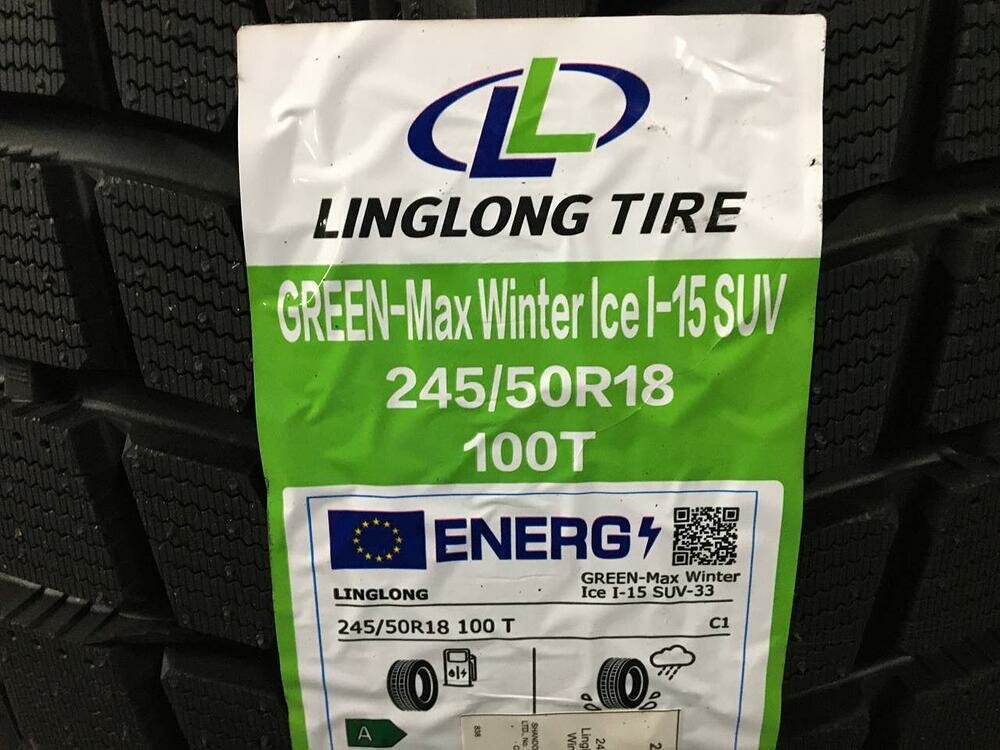 LINGLONG TIRE
GREEN-Max Winter Ice I-15 SUV
245/50R18
100T
ENERG
GREEN-Max Winter
Ice I-15 SUV-33
LINGLONG
245/50R18 100 T
C1
A